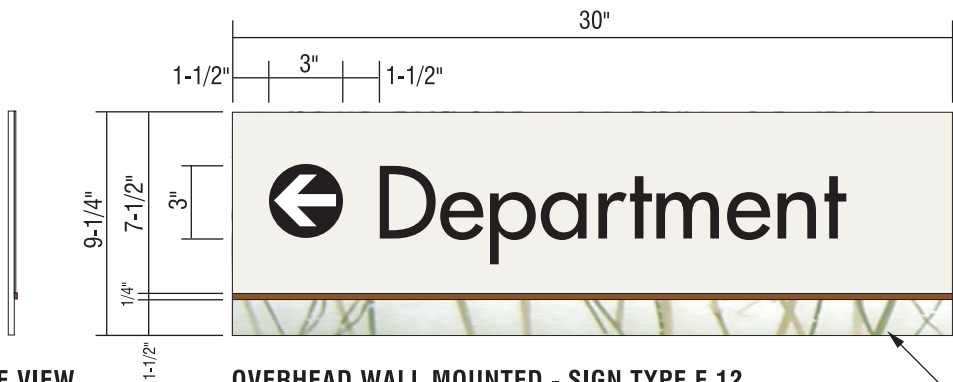 30"
1-1/2" 3" 1-1/2"
9-1/4"
7-1/2"
3"
1/4"
1-1/2"
Department
E VIEW
OVERHEAD WALL MOUNTED - SIGN TYPE E.12